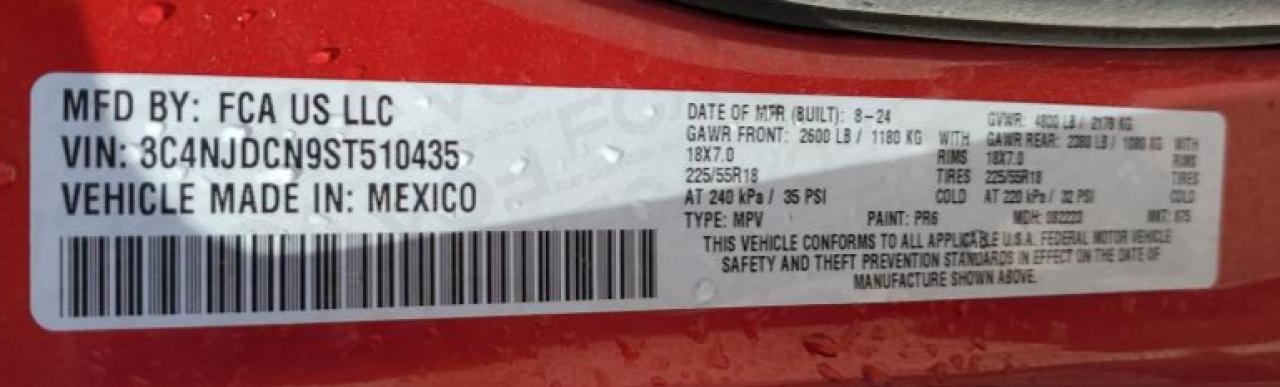 MFD BY: FCA US LLC
VIN: 3C4NJDCN9ST510435
VEHICLE MADE IN: MEXICO
DATE OF MFR (BUILT): 8-24 GVWR: 4800 LB / 2178 KG
GAWR FRONT: 2600 LB / 1180 KG WITH GAWR REAR: 2380 LB / 1080 KG WITH
18X7.0 RIMS 18X7.0 RIMS
225/55R18 TIRES 225/55R18 TIRES
AT 240 kPa / 35 PSI COLD AT 220 kPa / 32 PSI COLD
TYPE: MPV PAINT: PR6 MDH: MKT:
THIS VEHICLE CONFORMS TO ALL APPLICABLE U.S.A. FEDERAL MOTOR VEHICLE
SAFETY AND THEFT PREVENTION STANDARDS IN EFFECT ON THE DATE OF
MANUFACTURE SHOWN ABOVE.